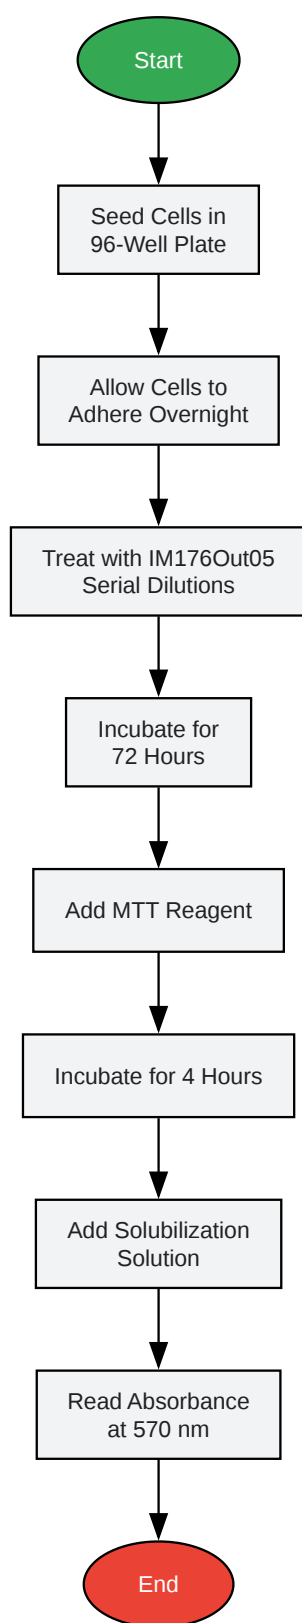 Start
Seed Cells in
96-Well Plate
Allow Cells to
Adhere Overnight
Treat with IM176Out05
Serial Dilutions
Incubate for
72 Hours
Add MTT Reagent
Incubate for 4 Hours
Add Solubilization
Solution
Read Absorbance
at 570 nm
End